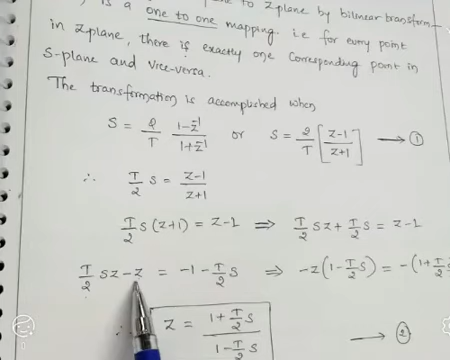 is a one to one mapping. i.e for every point
in z plane, there is exactly one corresponding point in
S-plane and vice-versa.
The transformation is accomplished when
S = 2/T (1-z⁻¹)/(1+z⁻¹) or S = 2/T [(z-1)/(z+1)] → ①
∴ T/2 s = (z-1)/(z+1)
T/2 s(z+1) = z-1 ⇒ T/2 sz + T/2 s = z-1
T/2 sz - z = -1 - T/2 s ⇒ -z(1 - T/2 s) = -(1 + T/2 s
∴ z = (1 + T/2 s)/(1 - T/2 s) → ②